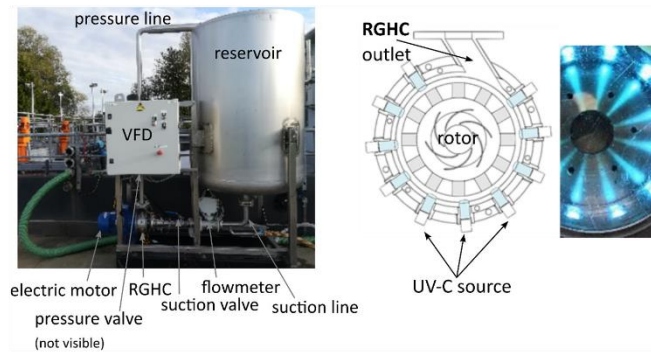 pressure line
reservoir
VFD
electric motor
RGHC
flowmeter
suction valve
suction line
pressure valve
(not visible)
RGHC
outlet
rotor
UV-C source